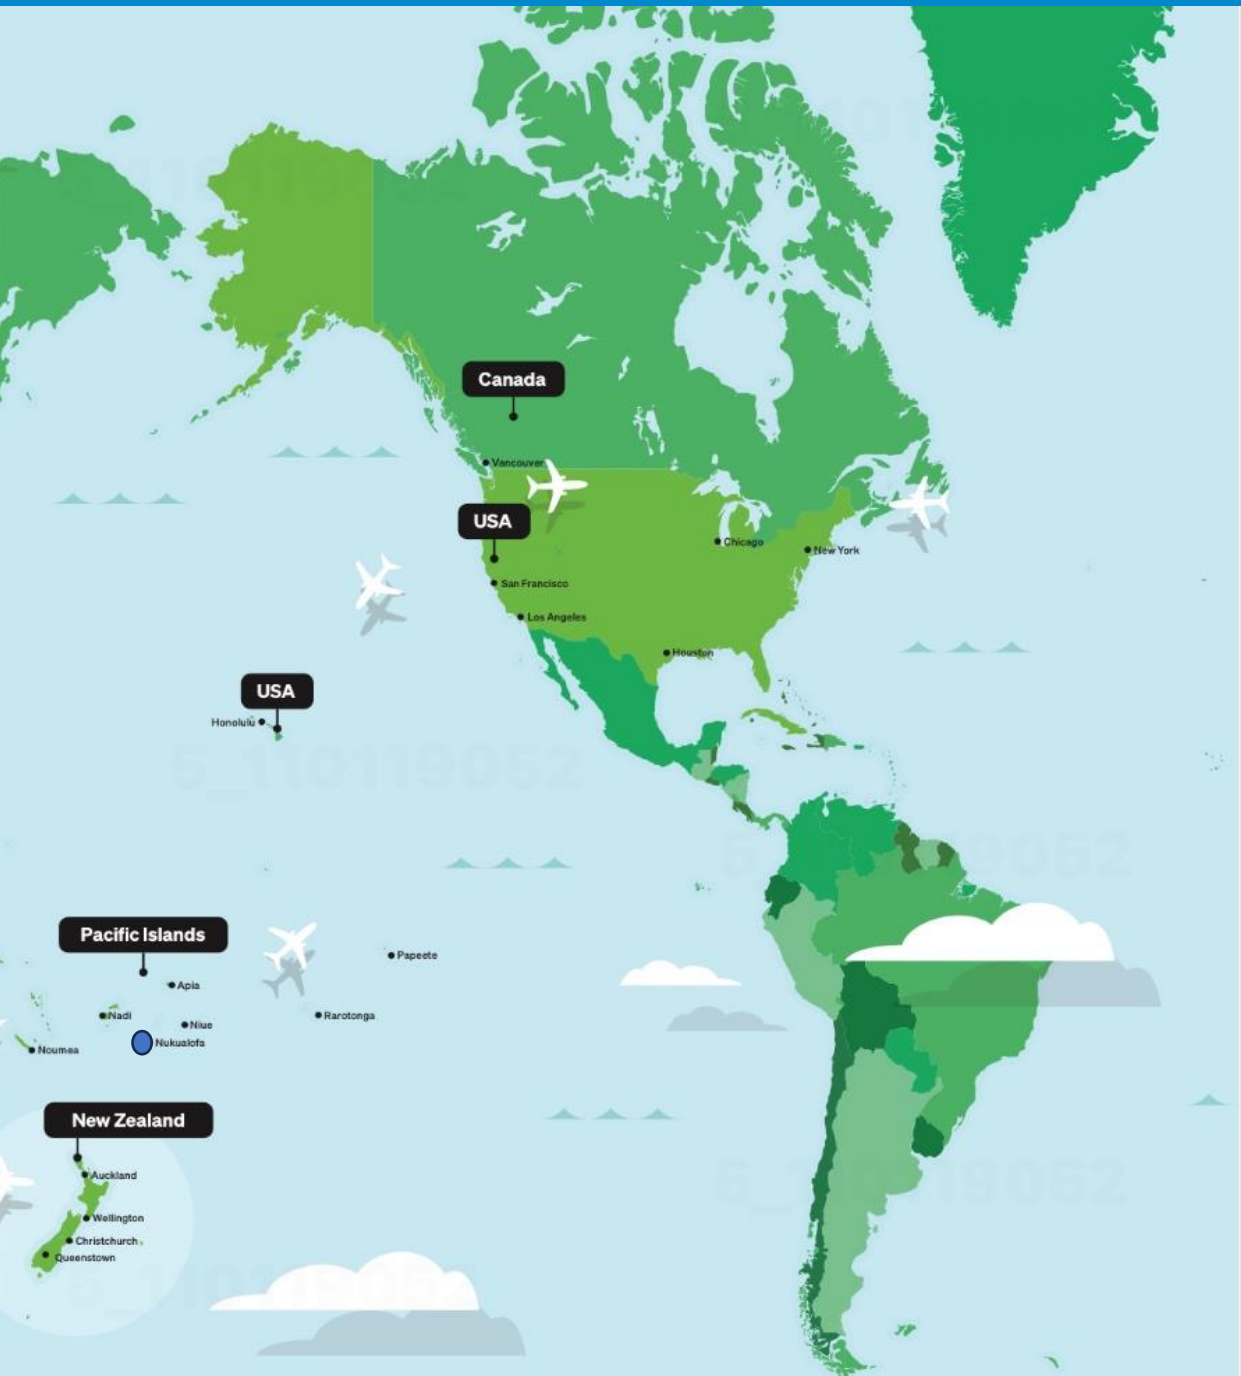 Canada
Vancouver
USA
Chicago
New York
San Francisco
Los Angeles
Houston
USA
Honolulu
5_110119052
Pacific Islands
Papeete
Apia
Nadi
Rarotonga
Niue
Nukualofa
Noumea
New Zealand
Auckland
Wellington
Christchurch
Queenstown